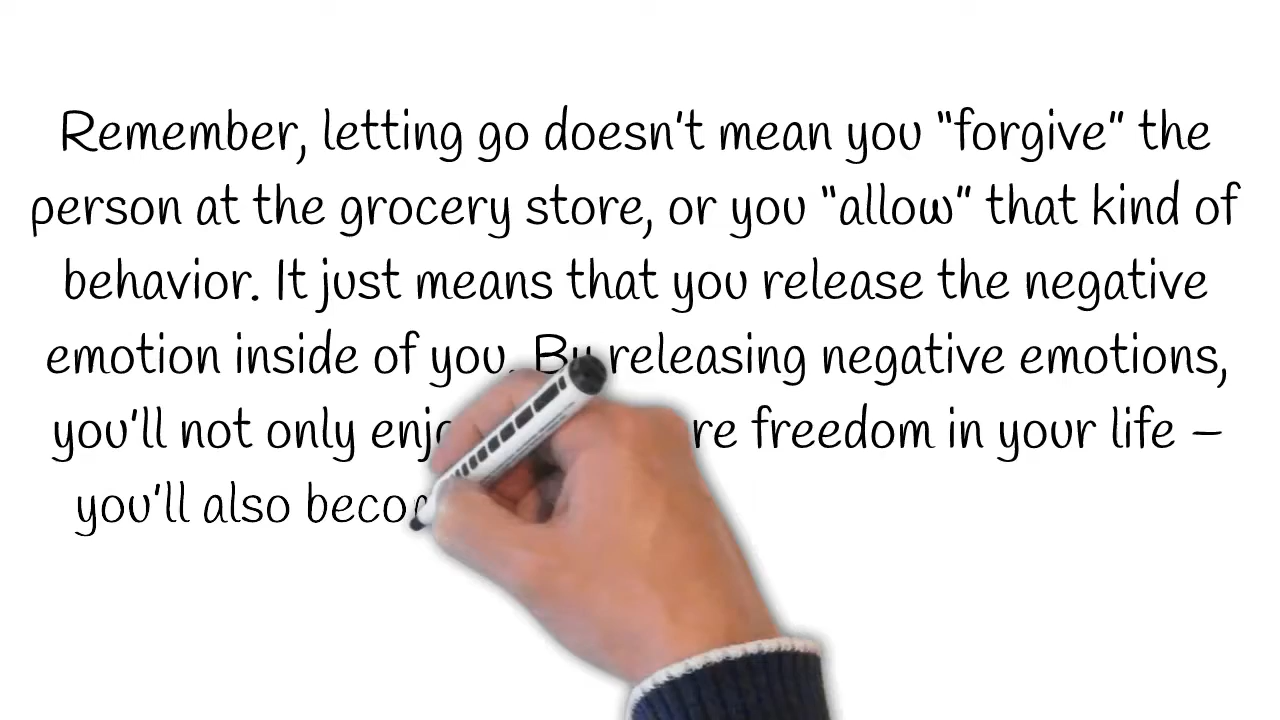 Remember, letting go doesn't mean you “forgive” the
person at the grocery store, or you “allow” that kind of
behavior. It just means that you release the negative
emotion inside of you. By releasing negative emotions,
you'll not only freedom in your life –
you'll also